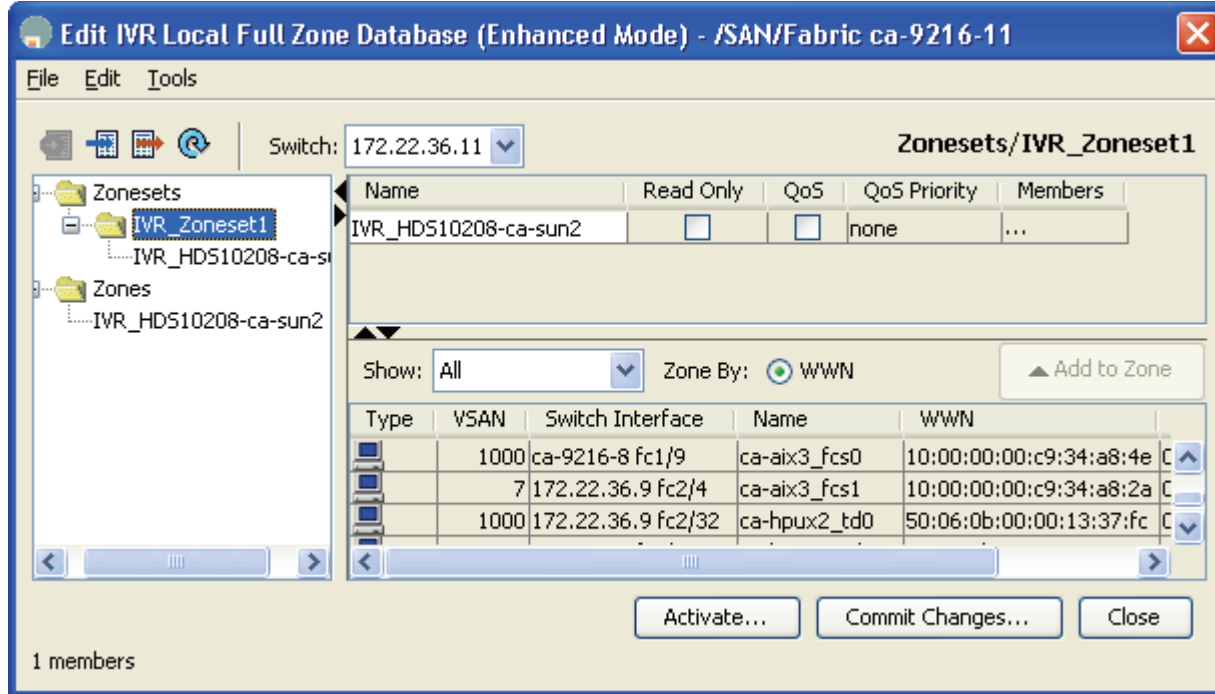 Edit IVR Local Full Zone Database (Enhanced Mode) - /SAN/Fabric ca-9216-11
File Edit Tools
Switch: 172.22.36.11 Zonesets/IVR_Zoneset1
Zonesets
IVR_Zoneset1
IVR_HDS10208-ca-s
Zones
IVR_HDS10208-ca-sun2
Name Read Only QoS QoS Priority Members
IVR_HDS10208-ca-sun2 none ...
Show: All Zone By: WWN Add to Zone
Type VSAN Switch Interface Name WWN
1000 ca-9216-8 fc1/9 ca-aix3_fcs0 10:00:00:00:c9:34:a8:4e
7 172.22.36.9 fc2/4 ca-aix3_fcs1 10:00:00:00:c9:34:a8:2a
1000 172.22.36.9 fc2/32 ca-hpux2_td0 50:06:0b:00:00:13:37:fc
Activate... Commit Changes... Close
1 members